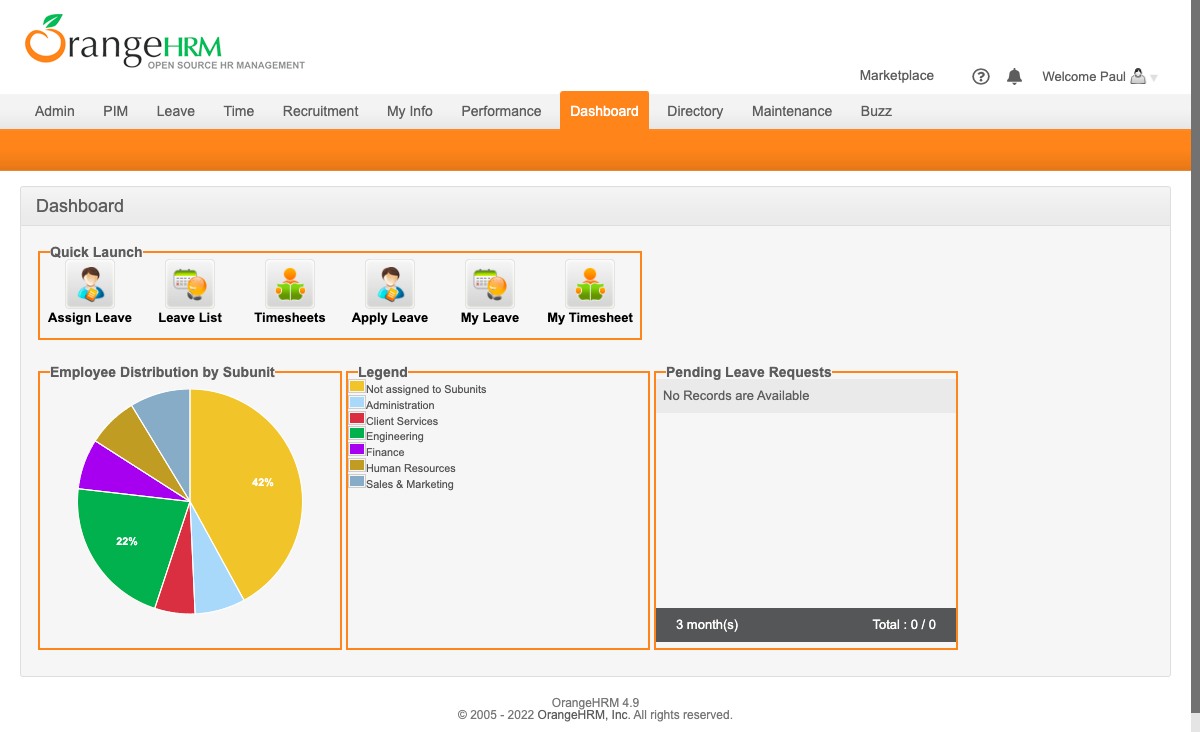 OrangeHRM
OPEN SOURCE HR MANAGEMENT
Marketplace
Welcome Paul
Admin PIM Leave Time Recruitment My Info Performance Dashboard Directory Maintenance Buzz
Dashboard
Quick Launch
Assign Leave Leave List Timesheets Apply Leave My Leave My Timesheet
Employee Distribution by Subunit
42%
22%
Legend
Not assigned to Subunits
Administration
Client Services
Engineering
Finance
Human Resources
Sales & Marketing
Pending Leave Requests
No Records are Available
3 month(s) Total : 0 / 0
OrangeHRM 4.9
© 2005 - 2022 OrangeHRM, Inc. All rights reserved.